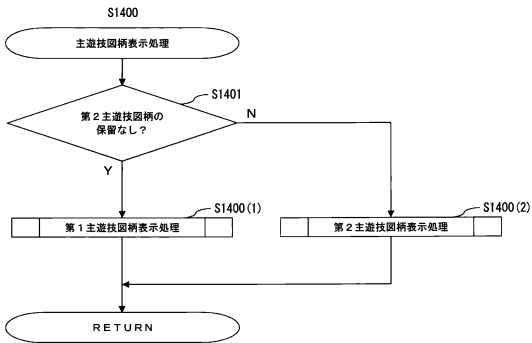 S1400
主遊技図柄表示処理
S1401
第2主遊技図柄の
保留なし?
N
Y
S1400(1)
第1主遊技図柄表示処理
S1400(2)
第2主遊技図柄表示処理
RETURN